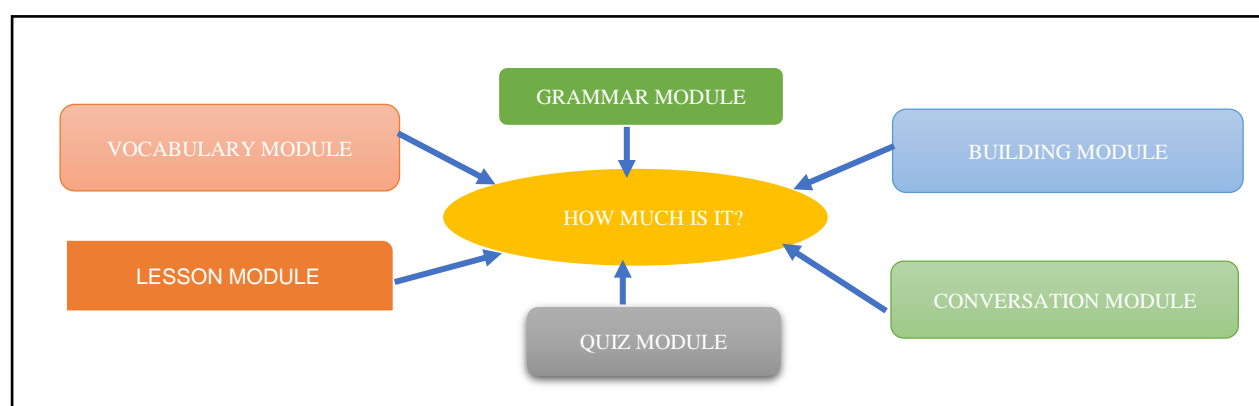 GRAMMAR MODULE
VOCABULARY MODULE
BUILDING MODULE
HOW MUCH IS IT?
LESSON MODULE
CONVERSATION MODULE
QUIZ MODULE